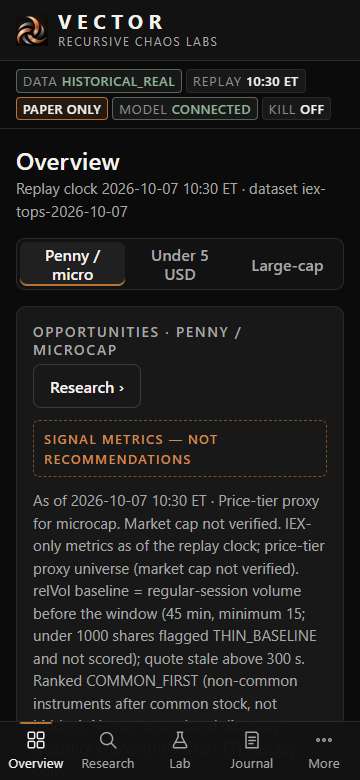 VECTOR
RECURSIVE CHAOS LABS
DATA HISTORICAL_REAL REPLAY 10:30 ET
PAPER ONLY MODEL CONNECTED KILL OFF
Overview
Replay clock 2026-10-07 10:30 ET · dataset iex-
tops-2026-10-07
Penny /
micro
Under 5
USD
Large-cap
OPPORTUNITIES · PENNY /
MICROCAP
Research ›
SIGNAL METRICS — NOT
RECOMMENDATIONS
As of 2026-10-07 10:30 ET · Price-tier proxy
for microcap. Market cap not verified. IEX-
only metrics as of the replay clock; price-tier
proxy universe (market cap not verified).
relVol baseline = regular-session volume
before the window (45 min, minimum 15;
under 1000 shares flagged THIN_BASELINE
and not scored); quote stale above 300 s.
Ranked COMMON_FIRST (non-common
instruments after common stock, not
Overview Research Lab Journal More